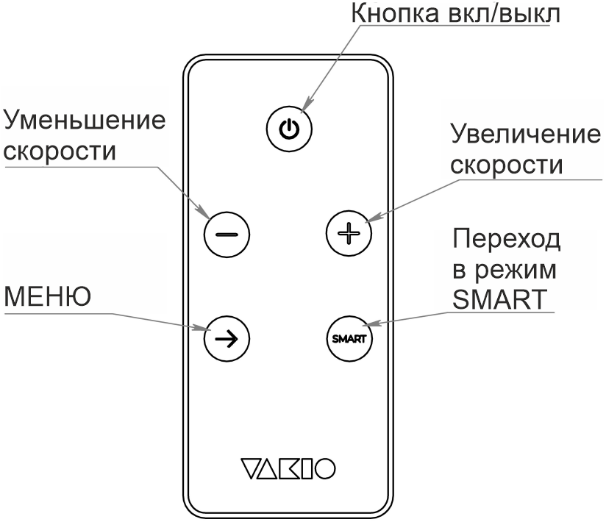 Кнопка вкл/выкл
Уменьшение
скорости
Увеличение
скорости
Переход
в режим
SMART
МЕНЮ
SMART
VAKIO